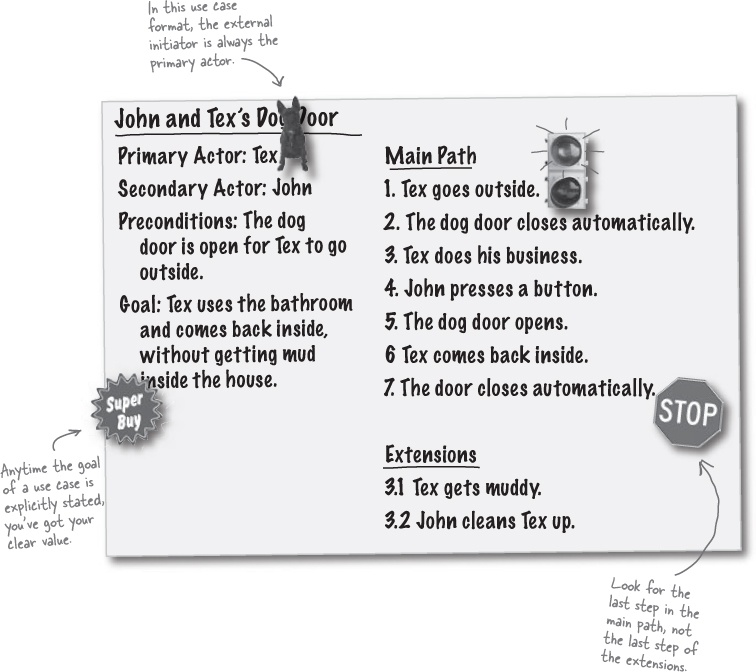 In this use case
format, the external
initiator is always the
primary actor.
John and Tex's Dog Door
Primary Actor: Tex
Secondary Actor: John
Preconditions: The dog
door is open for Tex to go
outside.
Goal: Tex uses the bathroom
and comes back inside,
without getting mud
inside the house.
Super
Buy
Anytime the goal
of a use case is
explicitly stated,
you've got your
clear value.
Main Path
1. Tex goes outside.
2. The dog door closes automatically.
3. Tex does his business.
4. John presses a button.
5. The dog door opens.
6 Tex comes back inside.
7. The door closes automatically.
STOP
Extensions
3.1 Tex gets muddy.
3.2 John cleans Tex up.
Look for the
last step in the
main path, not
the last step of
the extensions.